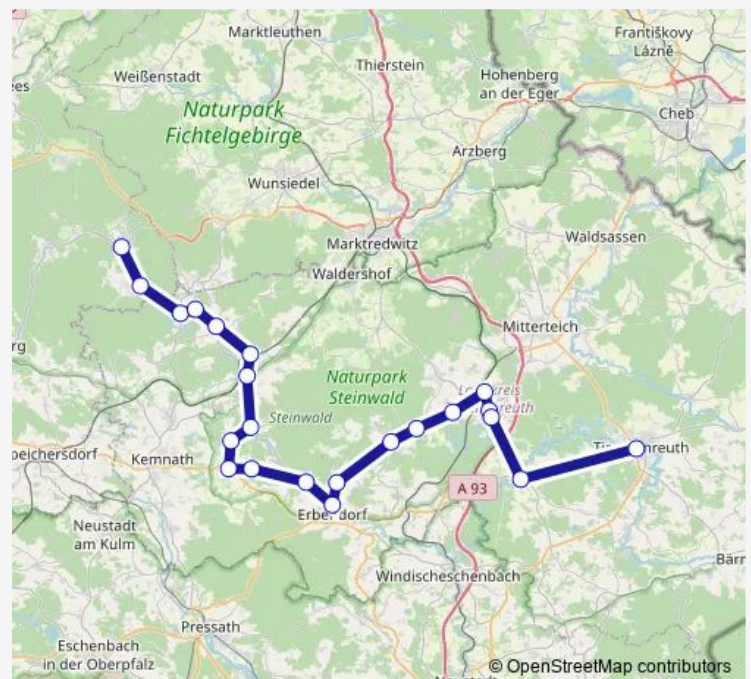 Marktleuthen
Františkovy
Lázně
Thierstein
Weißenstadt
Hohenberg
an der Eger
Naturpark
Fichtelgebirge
Cheb
Arzberg
Wunsiedel
Marktredwitz
Waldsassen
Waldershof
Mitterteich
Naturpark
Steinwald
Steinwald
Kemnath
A 93
Neustadt
am Kulm
Windischeschenbach
Pressath
Eschenbach
in der Oberpfalz
© OpenStreetMap contributors